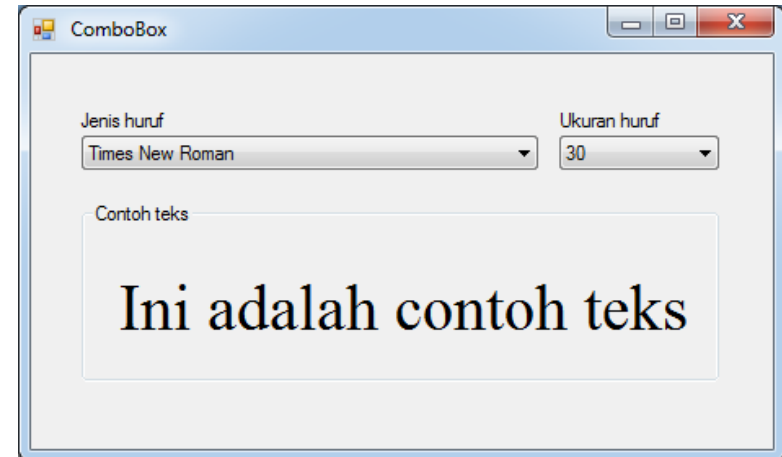 ComboBox
Jenis huruf
Ukuran huruf
Times New Roman
30
Contoh teks
Ini adalah contoh teks